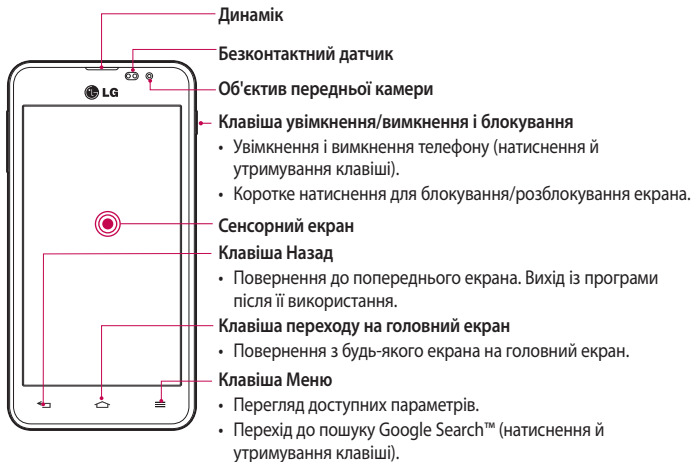 Динамік
Безконтактний датчик
Об'єктив передньої камери
LG
Клавіша увімкнення/вимкнення і блокування
• Увімкнення і вимкнення телефону (натиснення й
утримування клавіші).
• Коротке натиснення для блокування/розблокування екрана.
Сенсорний екран
Клавіша Назад
• Повернення до попереднього екрана. Вихід із програми
після її використання.
Клавіша переходу на головний екран
• Повернення з будь-якого екрана на головний екран.
Клавіша Меню
• Перегляд доступних параметрів.
• Перехід до пошуку Google Search™ (натиснення й
утримування клавіші).